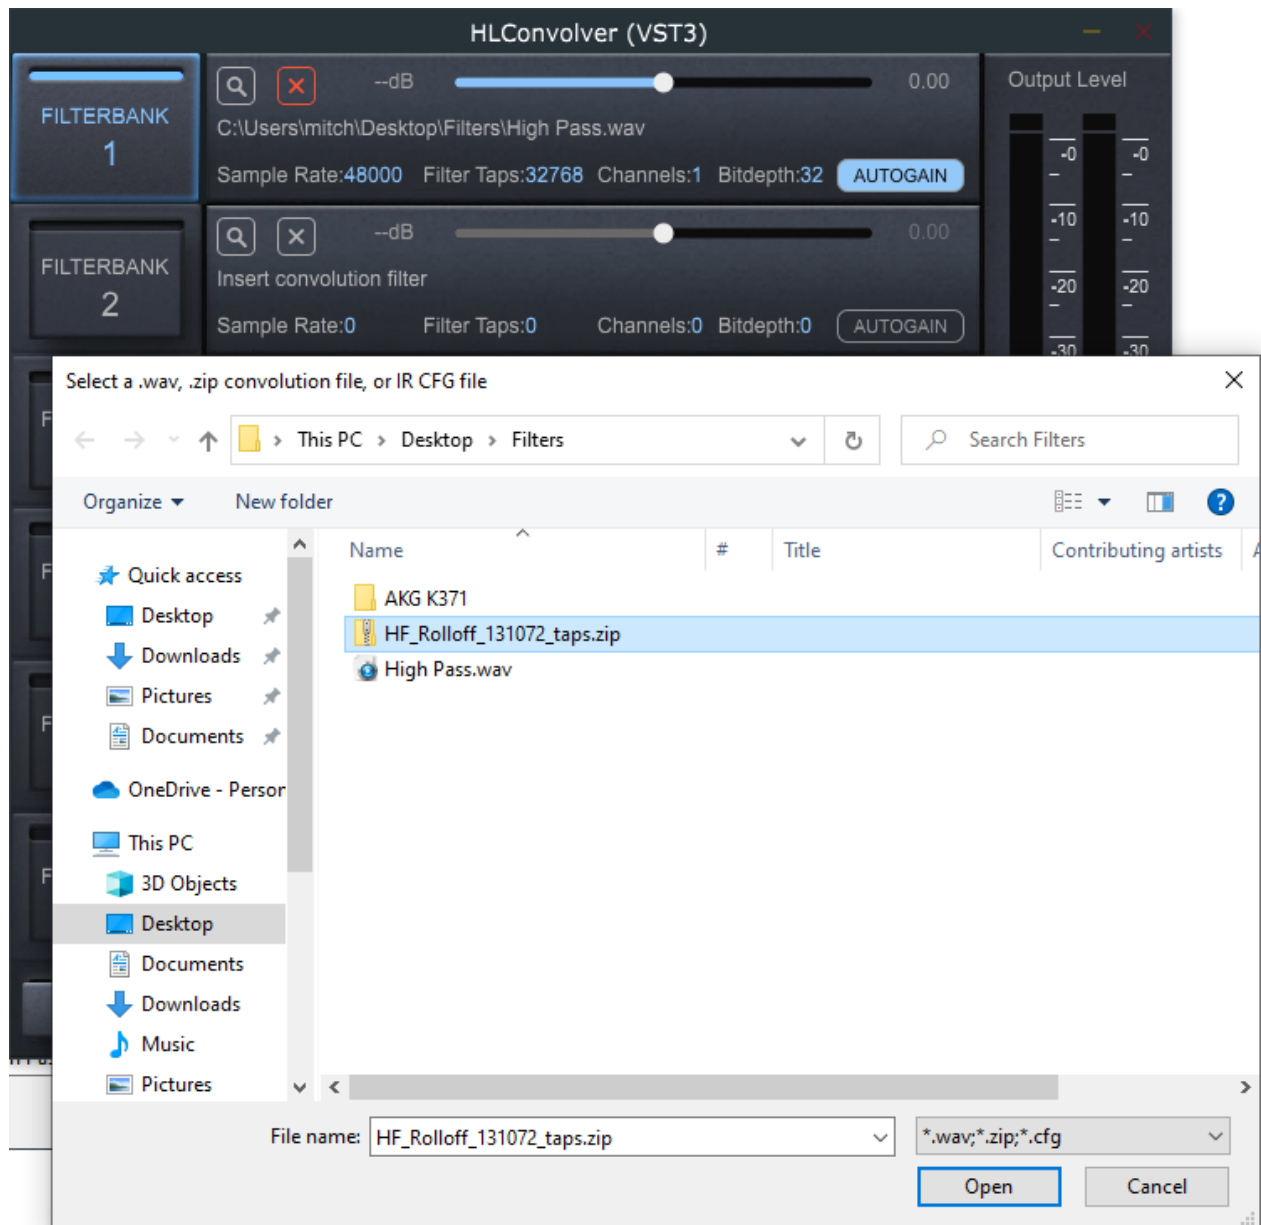 HLConvolver (VST3)
FILTERBANK
1
--dB
0.00
C:\Users\mitch\Desktop\Filters\High Pass.wav
Sample Rate:48000 Filter Taps:32768 Channels:1 Bitdepth:32 AUTOGAIN
Output Level
-0 -0
-10 -10
-20 -20
-30 -30
FILTERBANK
2
--dB
0.00
Insert convolution filter
Sample Rate:0 Filter Taps:0 Channels:0 Bitdepth:0 AUTOGAIN
F
F
F
F
Select a .wav, .zip convolution file, or IR CFG file
This PC > Desktop > Filters
Search Filters
Organize New folder
Name # Title Contributing artists
Quick access
Desktop
Downloads
Pictures
Documents
OneDrive - Person
This PC
3D Objects
Desktop
Documents
Downloads
Music
Pictures
AKG K371
HF_Rolloff_131072_taps.zip
High Pass.wav
File name: HF_Rolloff_131072_taps.zip *.wav;*.zip;*.cfg
Open Cancel